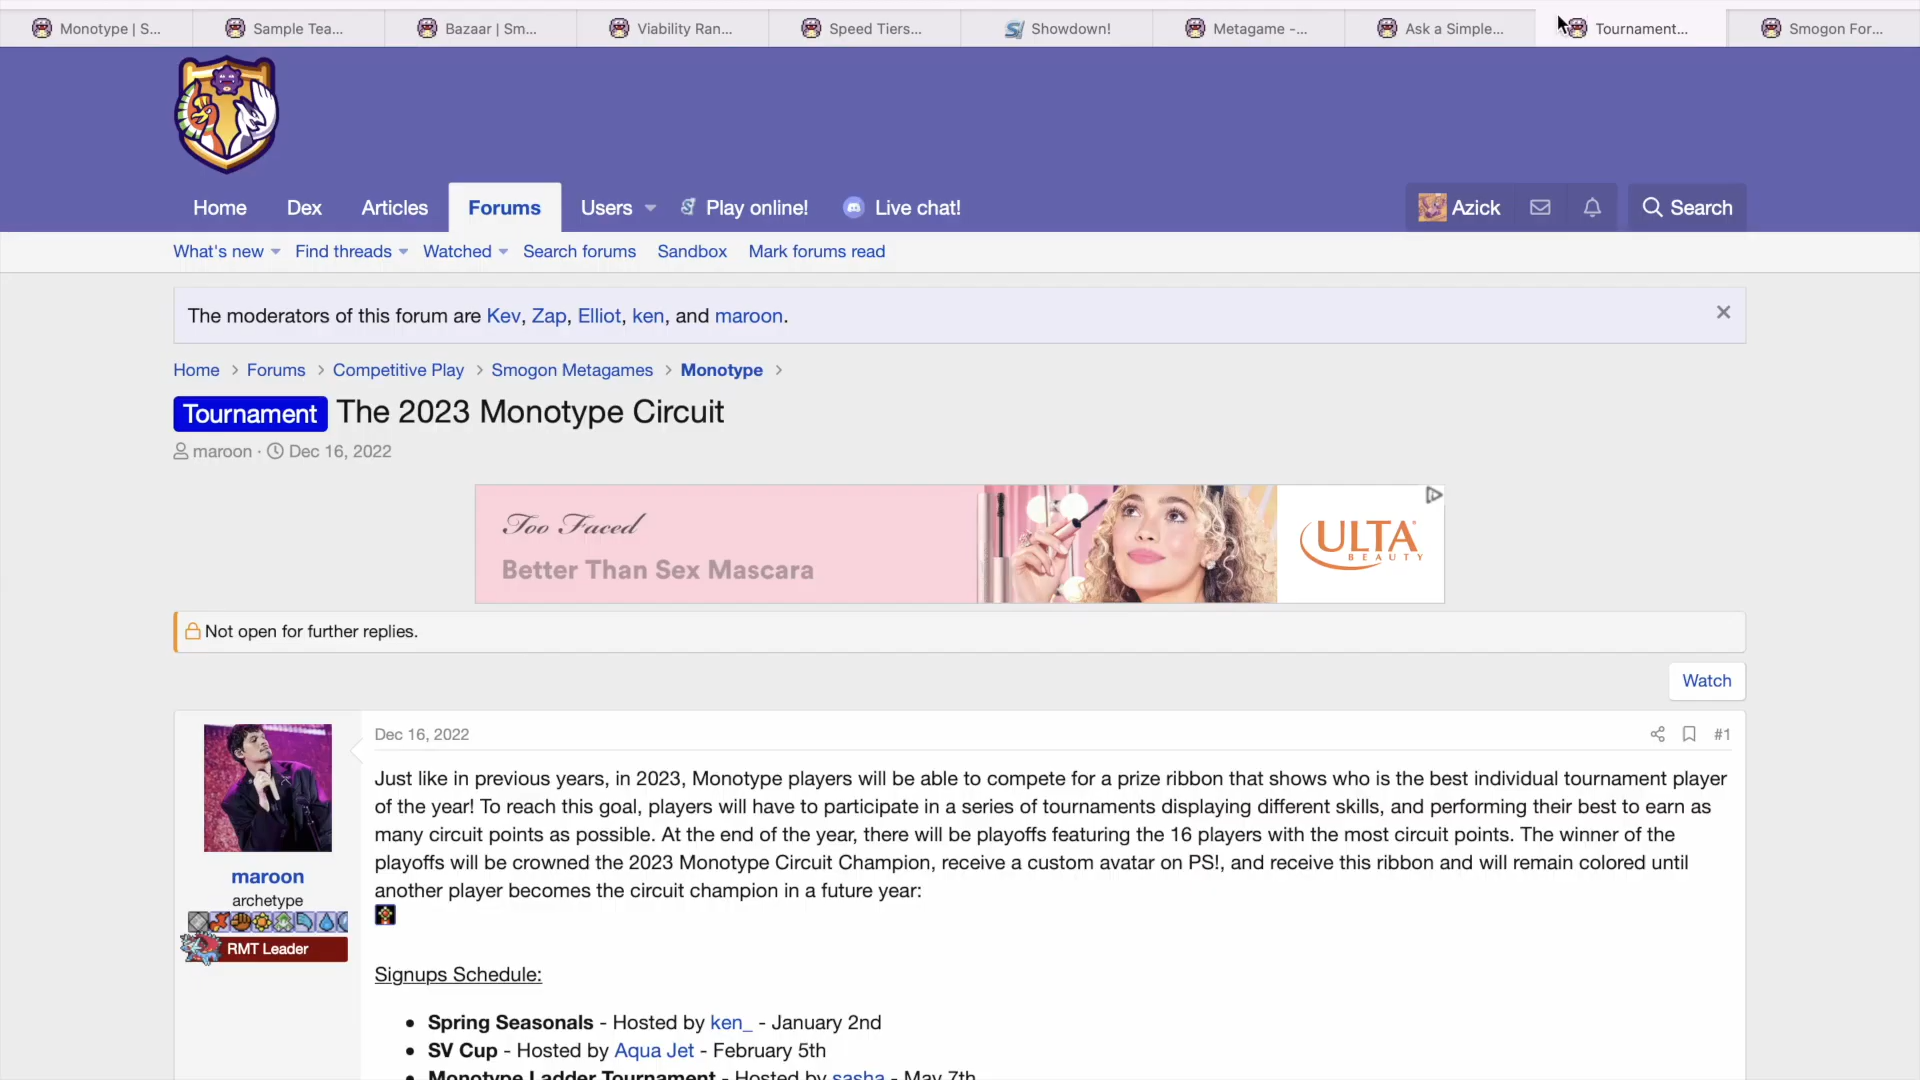 Monotype | S...
Sample Tea...
Bazaar | Sm...
Viability Ran...
Speed Tiers...
Showdown!
Metagame -...
Ask a Simple...
Tournament...
Smogon For...
Home
Dex
Articles
Forums
Users
Play online!
Live chat!
Azick
Search
What's new
Find threads
Watched
Search forums
Sandbox
Mark forums read
The moderators of this forum are Kev, Zap, Elliot, ken, and maroon.
Home > Forums > Competitive Play > Smogon Metagames > Monotype >
Tournament The 2023 Monotype Circuit
maroon · Dec 16, 2022
Too Faced
Better Than Sex Mascara
ULTA
BEAUTY
Not open for further replies.
Watch
Dec 16, 2022
#1
maroon
archetype
RMT Leader
Just like in previous years, in 2023, Monotype players will be able to compete for a prize ribbon that shows who is the best individual tournament player
of the year! To reach this goal, players will have to participate in a series of tournaments displaying different skills, and performing their best to earn as
many circuit points as possible. At the end of the year, there will be playoffs featuring the 16 players with the most circuit points. The winner of the
playoffs will be crowned the 2023 Monotype Circuit Champion, receive a custom avatar on PS!, and receive this ribbon and will remain colored until
another player becomes the circuit champion in a future year:
Signups Schedule:
• Spring Seasonals - Hosted by ken_ - January 2nd
• SV Cup - Hosted by Aqua Jet - February 5th
• Monotype Ladder Tournament - Hosted by sasha - May 7th